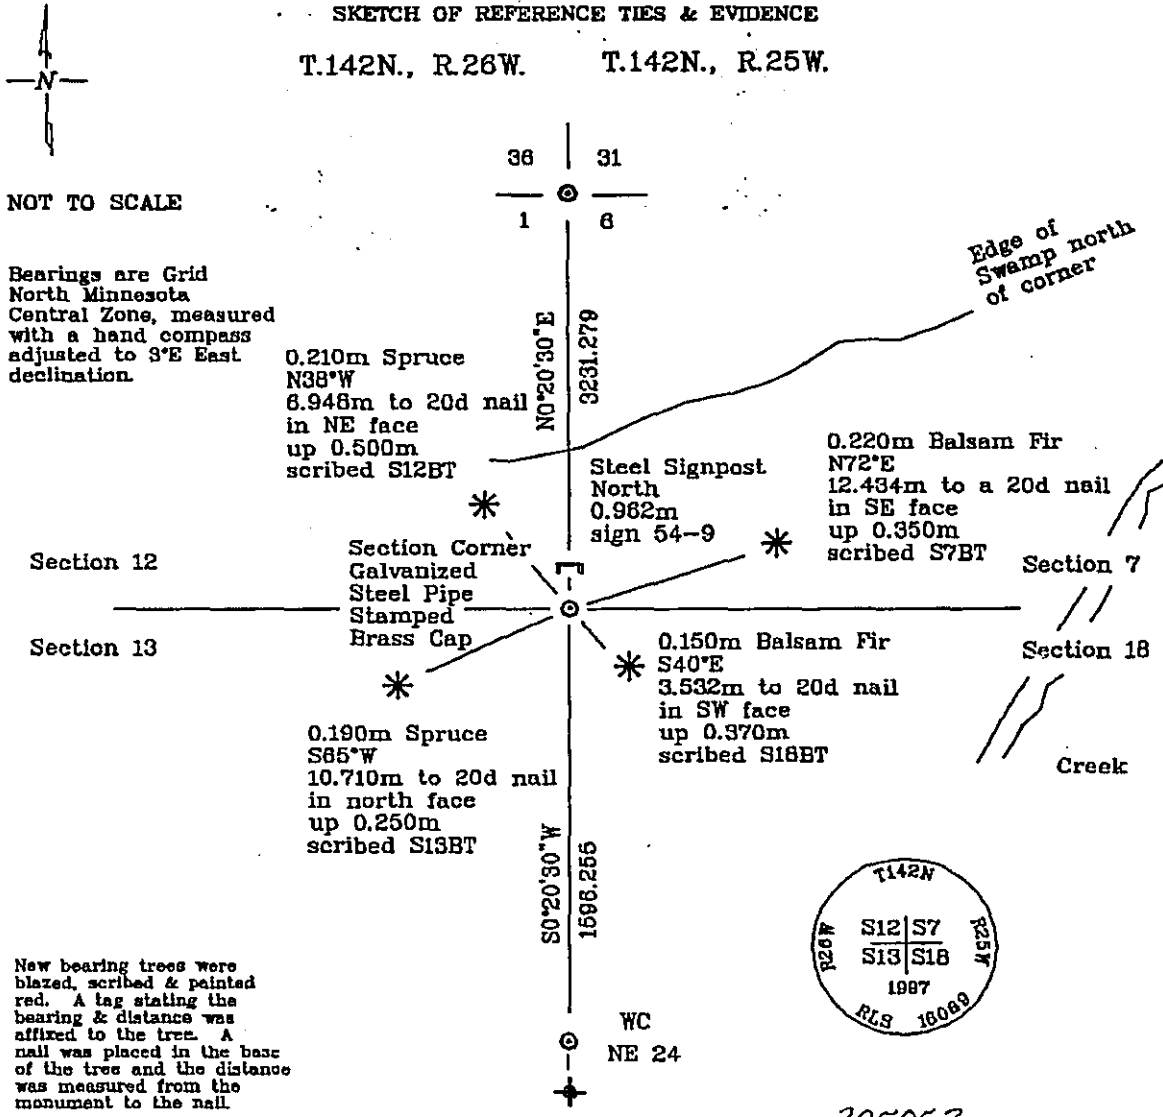 SKETCH OF REFERENCE TIES & EVIDENCE
T.142N., R.26W. T.142N., R.25W.
N
36 31
1 6
NOT TO SCALE
Edge of
Swamp north
of corner
Bearings are Grid
North Minnesota
Central Zone, measured
with a hand compass
adjusted to 3°E East
declination.
N0°20'30"E
3231.279
0.210m Spruce
N38°W
6.948m to 20d nail
in NE face
up 0.500m
scribed S12BT
Steel Signpost
North
0.962m
sign 54-9
0.220m Balsam Fir
N72°E
12.434m to a 20d nail
in SE face
up 0.350m
scribed S7BT
Section 12
Section Corner
Galvanized
Steel Pipe
Stamped
Brass Cap
Section 7
Section 13
Section 18
0.150m Balsam Fir
S40°E
3.532m to 20d nail
in SW face
up 0.370m
scribed S18BT
0.190m Spruce
S65°W
10.710m to 20d nail
in north face
up 0.250m
scribed S13BT
Creek
S0°20'30"W
1596.255
T142N
R26W
S12 S7
R25W
S13 S18
1987
RLS 16089
New bearing trees were
blazed, scribed & painted
red. A tag stating the
bearing & distance was
affixed to the tree. A
nail was placed in the base
of the tree and the distance
was measured from the
monument to the nail.
WC
NE 24